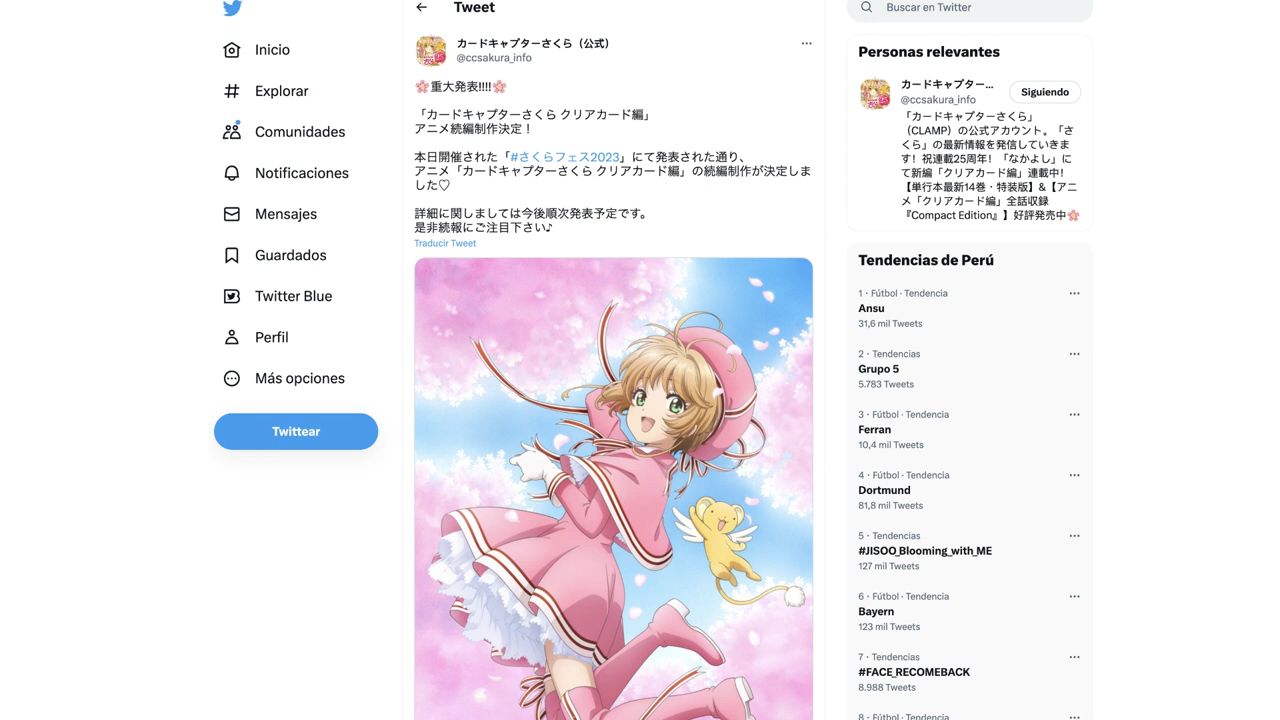 Tweet
Buscar en Twitter
Inicio
Explorar
Comunidades
Notificaciones
Mensajes
Guardados
Twitter Blue
Perfil
Más opciones
Twittear
カードキャプターさくら（公式）
@ccsakura_info
🌸重大発表!!!!🌸
「カードキャプターさくら クリアカード編」
アニメ続編制作決定！
本日開催された「#さくらフェス2023」にて発表された通り、
アニメ「カードキャプターさくら クリアカード編」の続編制作が決定しま
した♡
詳細に関しましては今後順次発表予定です。
是非続報にご注目下さい♪
Traducir Tweet
Personas relevantes
カードキャプター...
@ccsakura_info
Siguiendo
「カードキャプターさくら」
（CLAMP）の公式アカウント。「さ
くら」の最新情報を発信していきま
す！祝連載25周年！「なかよし」に
て新編「クリアカード編」連載中!
【単行本最新14巻・特装版】&【アニ
メ「クリアカード編」全話収録
『Compact Edition』】好評発売中🌸
Tendencias de Perú
1 · Fútbol · Tendencia
Ansu
31,6 mil Tweets
2 · Tendencias
Grupo 5
5.783 Tweets
3 · Fútbol · Tendencia
Ferran
10,4 mil Tweets
4 · Fútbol · Tendencia
Dortmund
81,8 mil Tweets
5 · Tendencias
#JISOO_Blooming_with_ME
127 mil Tweets
6 · Fútbol · Tendencia
Bayern
123 mil Tweets
7 · Tendencias
#FACE_RECOMEBACK
8.988 Tweets
8 · Fútbol · Tendencia